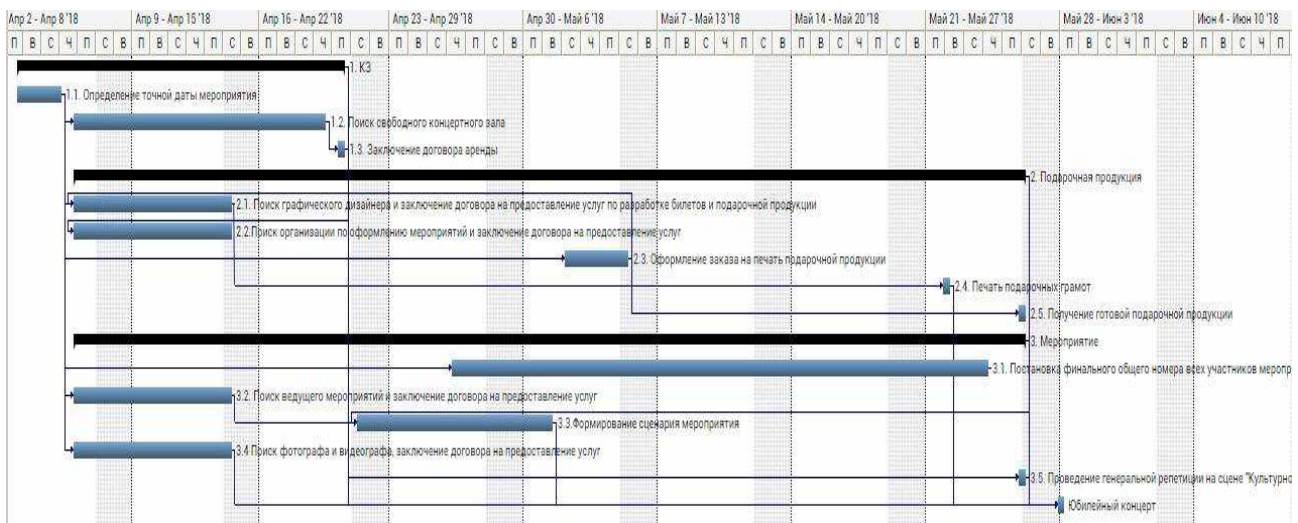 Апр 2 - Апр 8 '18 Апр 9 - Апр 15 '18 Апр 16 - Апр 22 '18 Апр 23 - Апр 29 '18 Апр 30 - Май 6 '18 Май 7 - Май 13 '18 Май 14 - Май 20 '18 Май 21 - Май 27 '18 Май 28 - Июн 3 '18 Июн 4 - Июн 10 '18
П В С Ч П С В П В С Ч П С В П В С Ч П С В П В С Ч П С В П В С Ч П С В П В С Ч П С В П В С Ч П С В П В С Ч П С В П В С Ч П С В П В С Ч П
1. КЗ
1.1. Определение точной даты мероприятия
1.2. Поиск свободного концертного зала
1.3. Заключение договора аренды
2. Подарочная продукция
2.1. Поиск графического дизайнера и заключение договора на предоставление услуг по разработке билетов и подарочной продукции
2.2.Поиск организации по оформлению мероприятий и заключение договора на предоставление услуг
2.3. Оформление заказа на печать подарочной продукции
2.4. Печать подарочных грамот
2.5. Получение готовой подарочной продукции
3. Мероприятие
3.1. Постановка финального общего номера всех участников меропр
3.2. Поиск ведущего мероприятий и заключение договора на предоставление услуг
3.3.Формирование сценария мероприятия
3.4 Поиск фотографа и видеографа, заключение договора на предоставление услуг
3.5. Проведение генеральной репетиции на сцене "Культурно
Юбилейный концерт